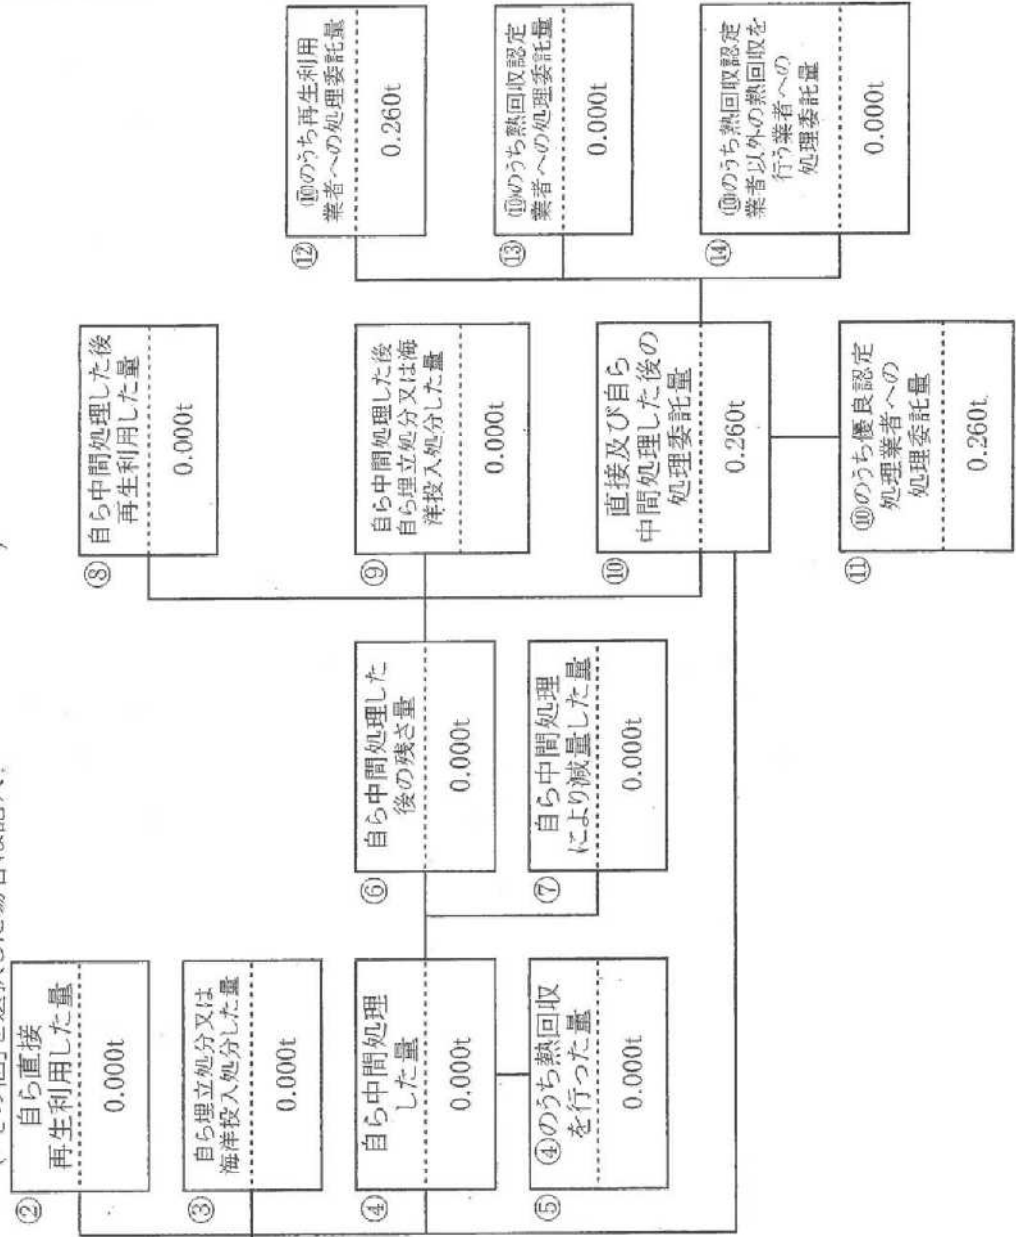 ②
自ら直接
再生利用した量
0.000t
③
自ら埋立処分又は
海洋投入処分した量
0.000t
④
自ら中間処理
した量
0.000t
⑤
④のうち熱回収
を行った量
0.000t
⑥
自ら中間処理した
後の残さ量
0.000t
⑦
自ら中間処理
により減量した量
0.000t
⑧
自ら中間処理した後
再生利用した量
0.000t
⑨
自ら中間処理した後
自ら埋立処分又は海
洋投入処分した量
0.000t
⑩
直接及び自ら
中間処理した後の
処理委託量
0.260t
⑪
⑩のうち優良認定
処理業者への
処理委託量
0.260t
⑫
⑩のうち再生利用
業者への処理委託量
0.260t
⑬
⑩のうち熱回収認定
業者への処理委託量
0.000t
⑭
⑩のうち熱回収認定
業者以外の熱回収を
行う業者への
処理委託量
0.000t